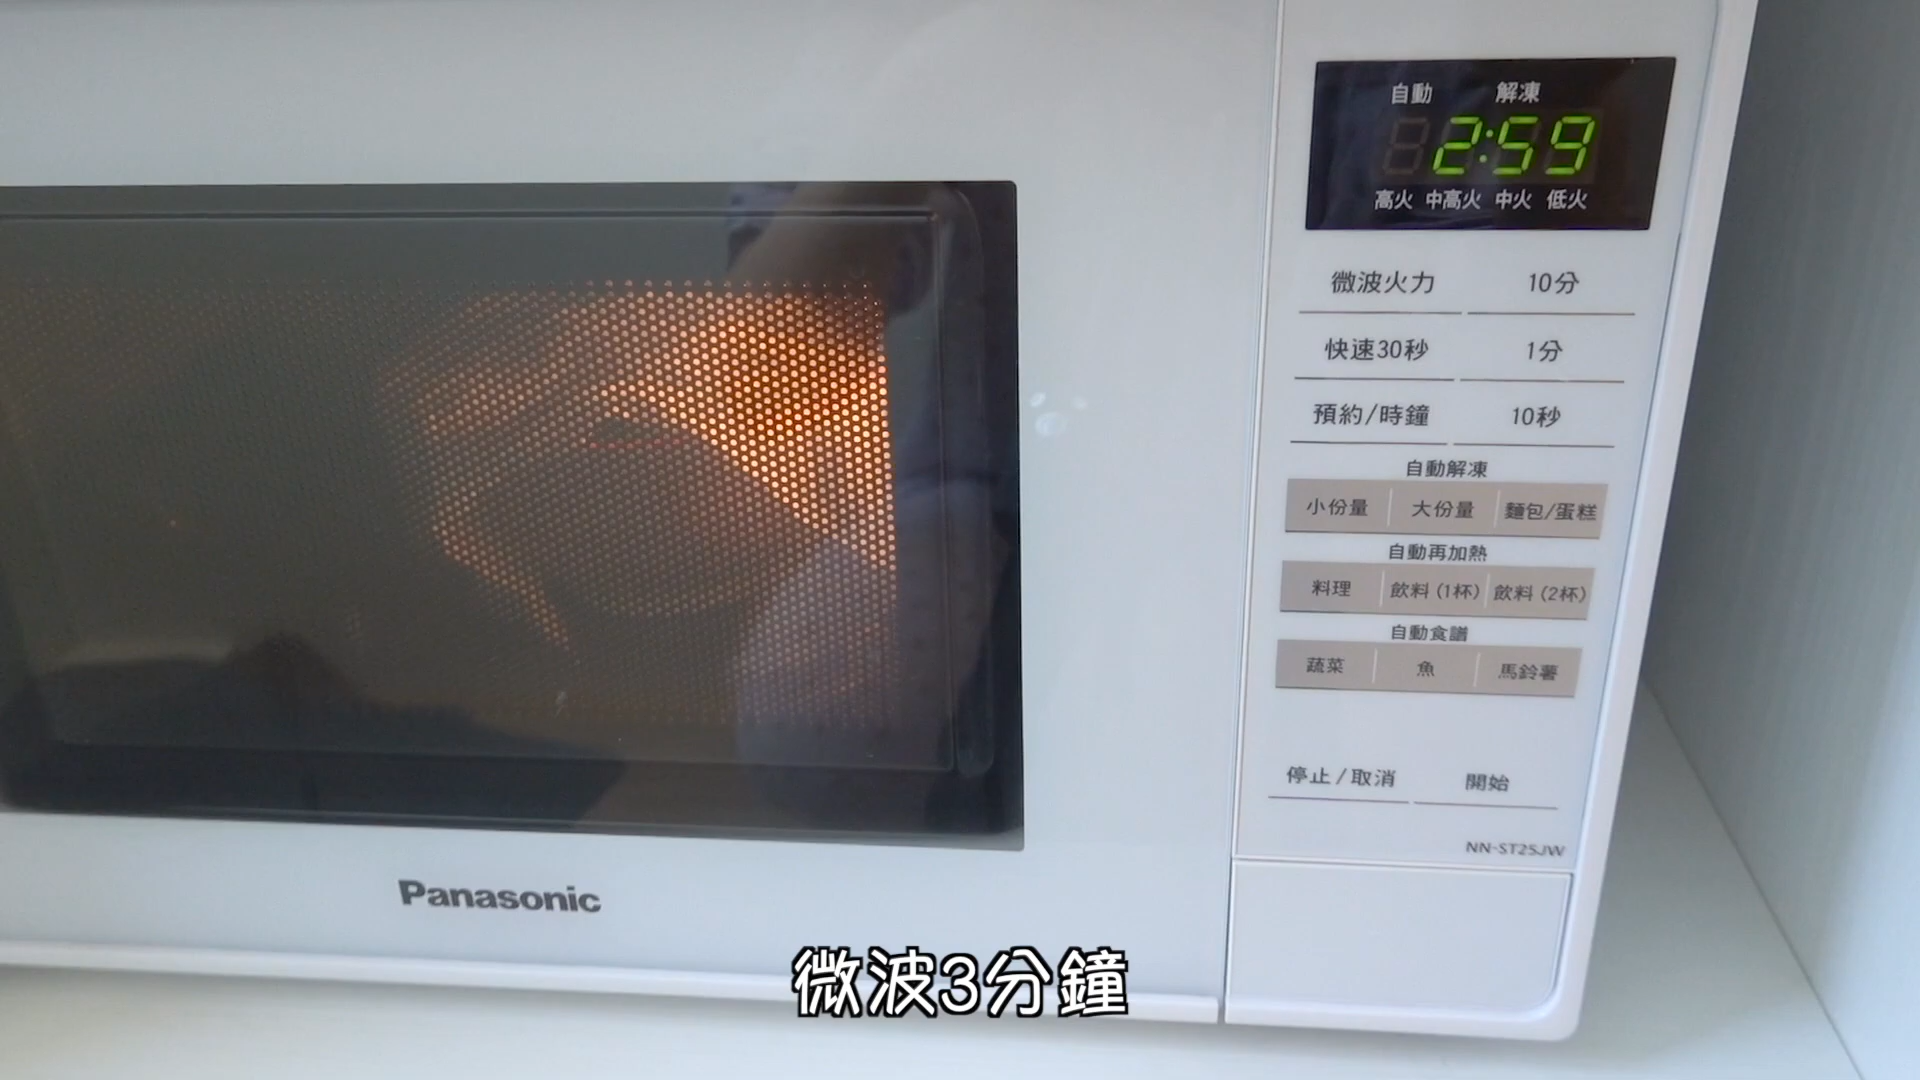 自動 解凍
2:59
高火 中高火 中火 低火
微波火力 10分
快速30秒 1分
預約/時鐘 10秒
自動解凍
小份量 大份量 麵包/蛋糕
自動再加熱
料理 飲料(1杯) 飲料(2杯)
自動食譜
蔬菜 魚 馬鈴薯
停止/取消 開始
NN-ST25JW
Panasonic
微波3分鐘